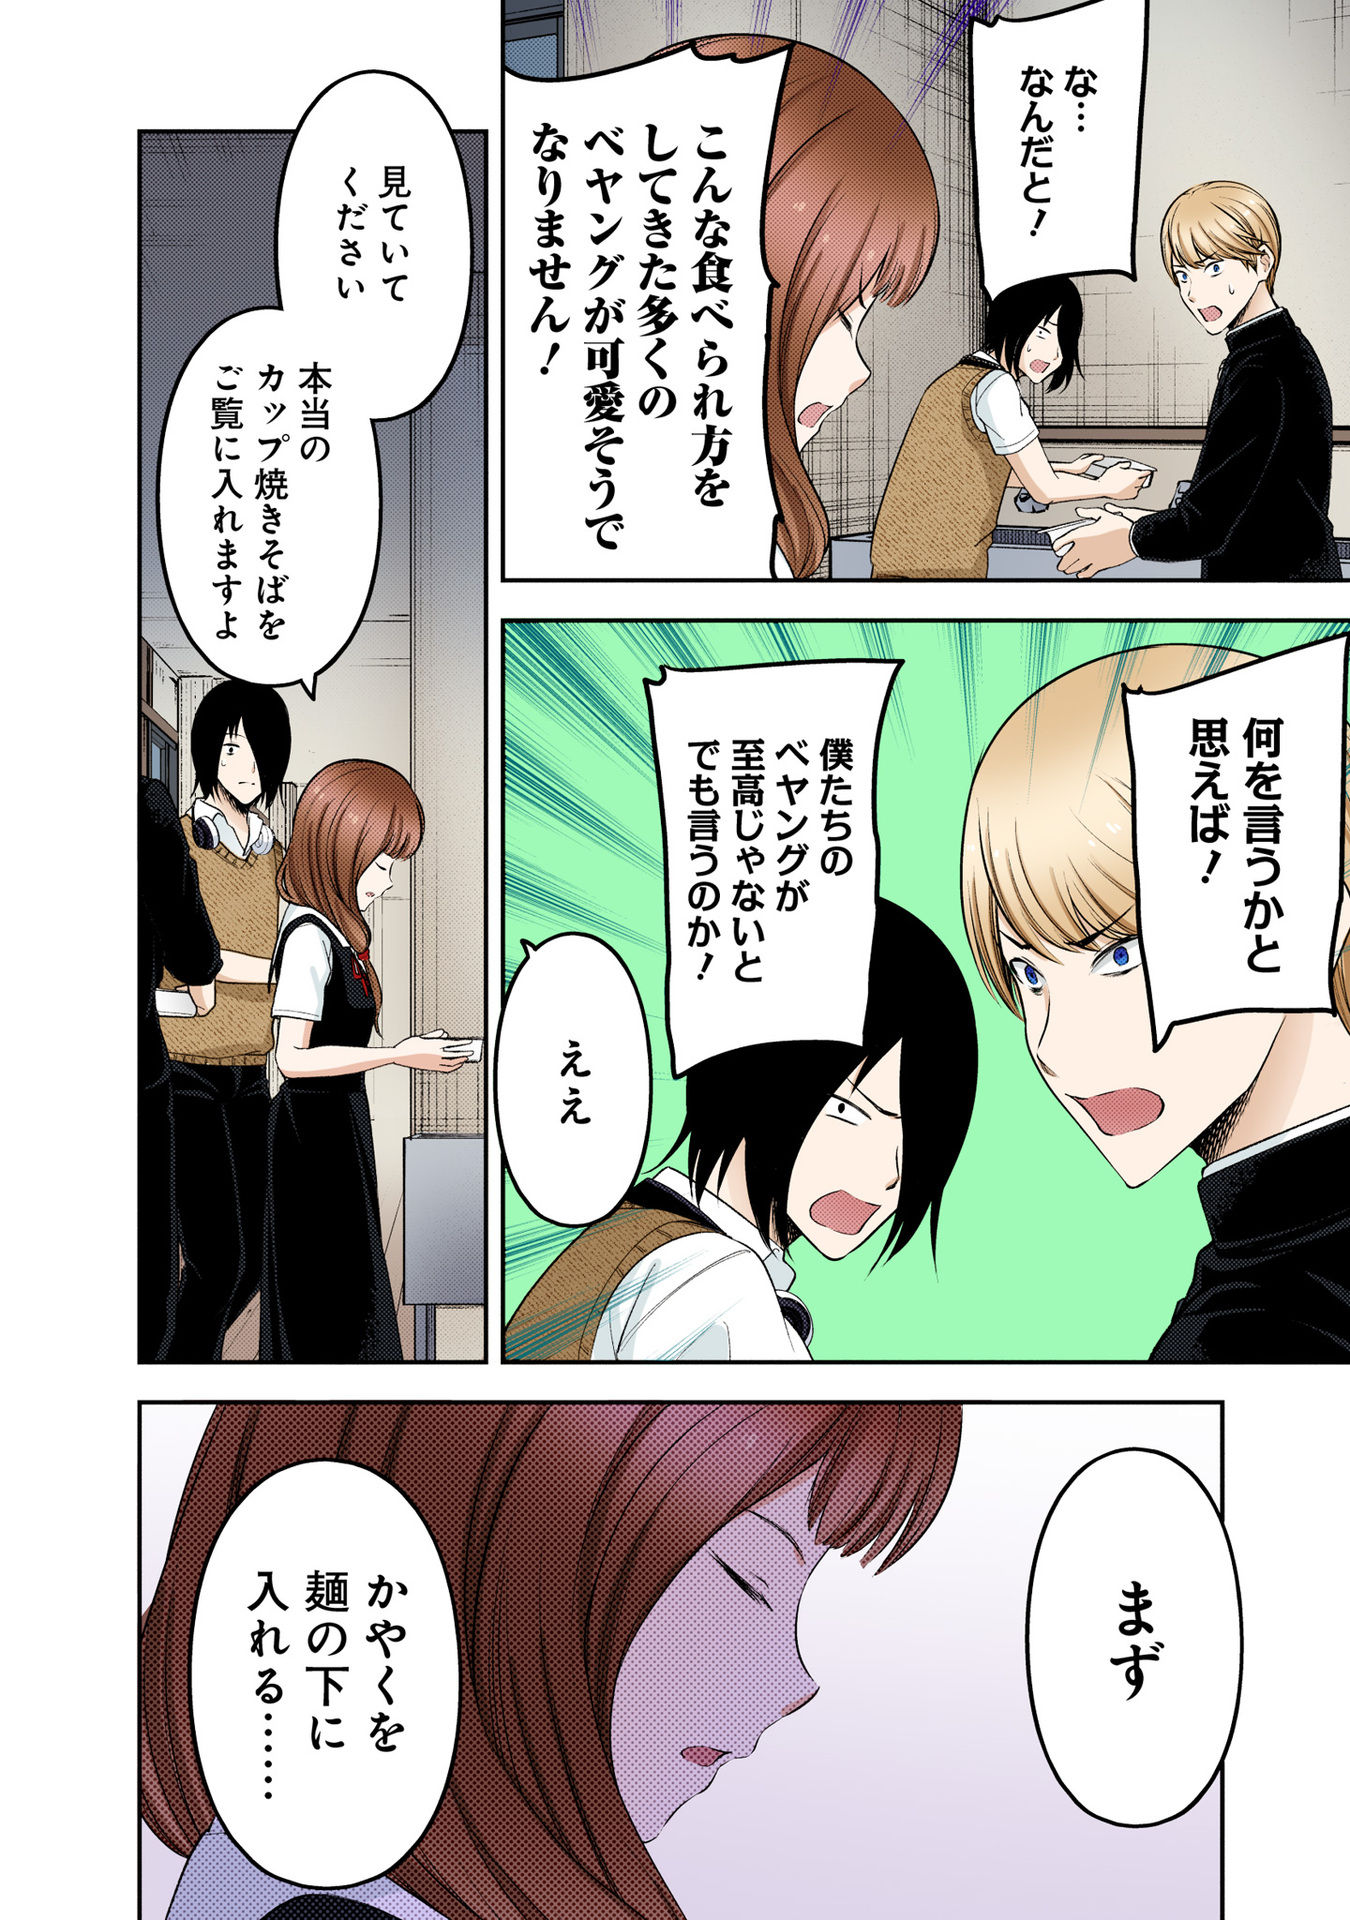 な…
なんだと！
こんな食べられ方を
してきた多くの
ベヤングが可愛そうで
なりません！
何を言うかと
思えば！
僕たちの
ベヤングが
至高じゃないと
でも言うのか！
ええ
見ていて
ください
本当の
カップ焼きそばを
ご覧に入れますよ
まず
かやくを
麺の下に
入れる……